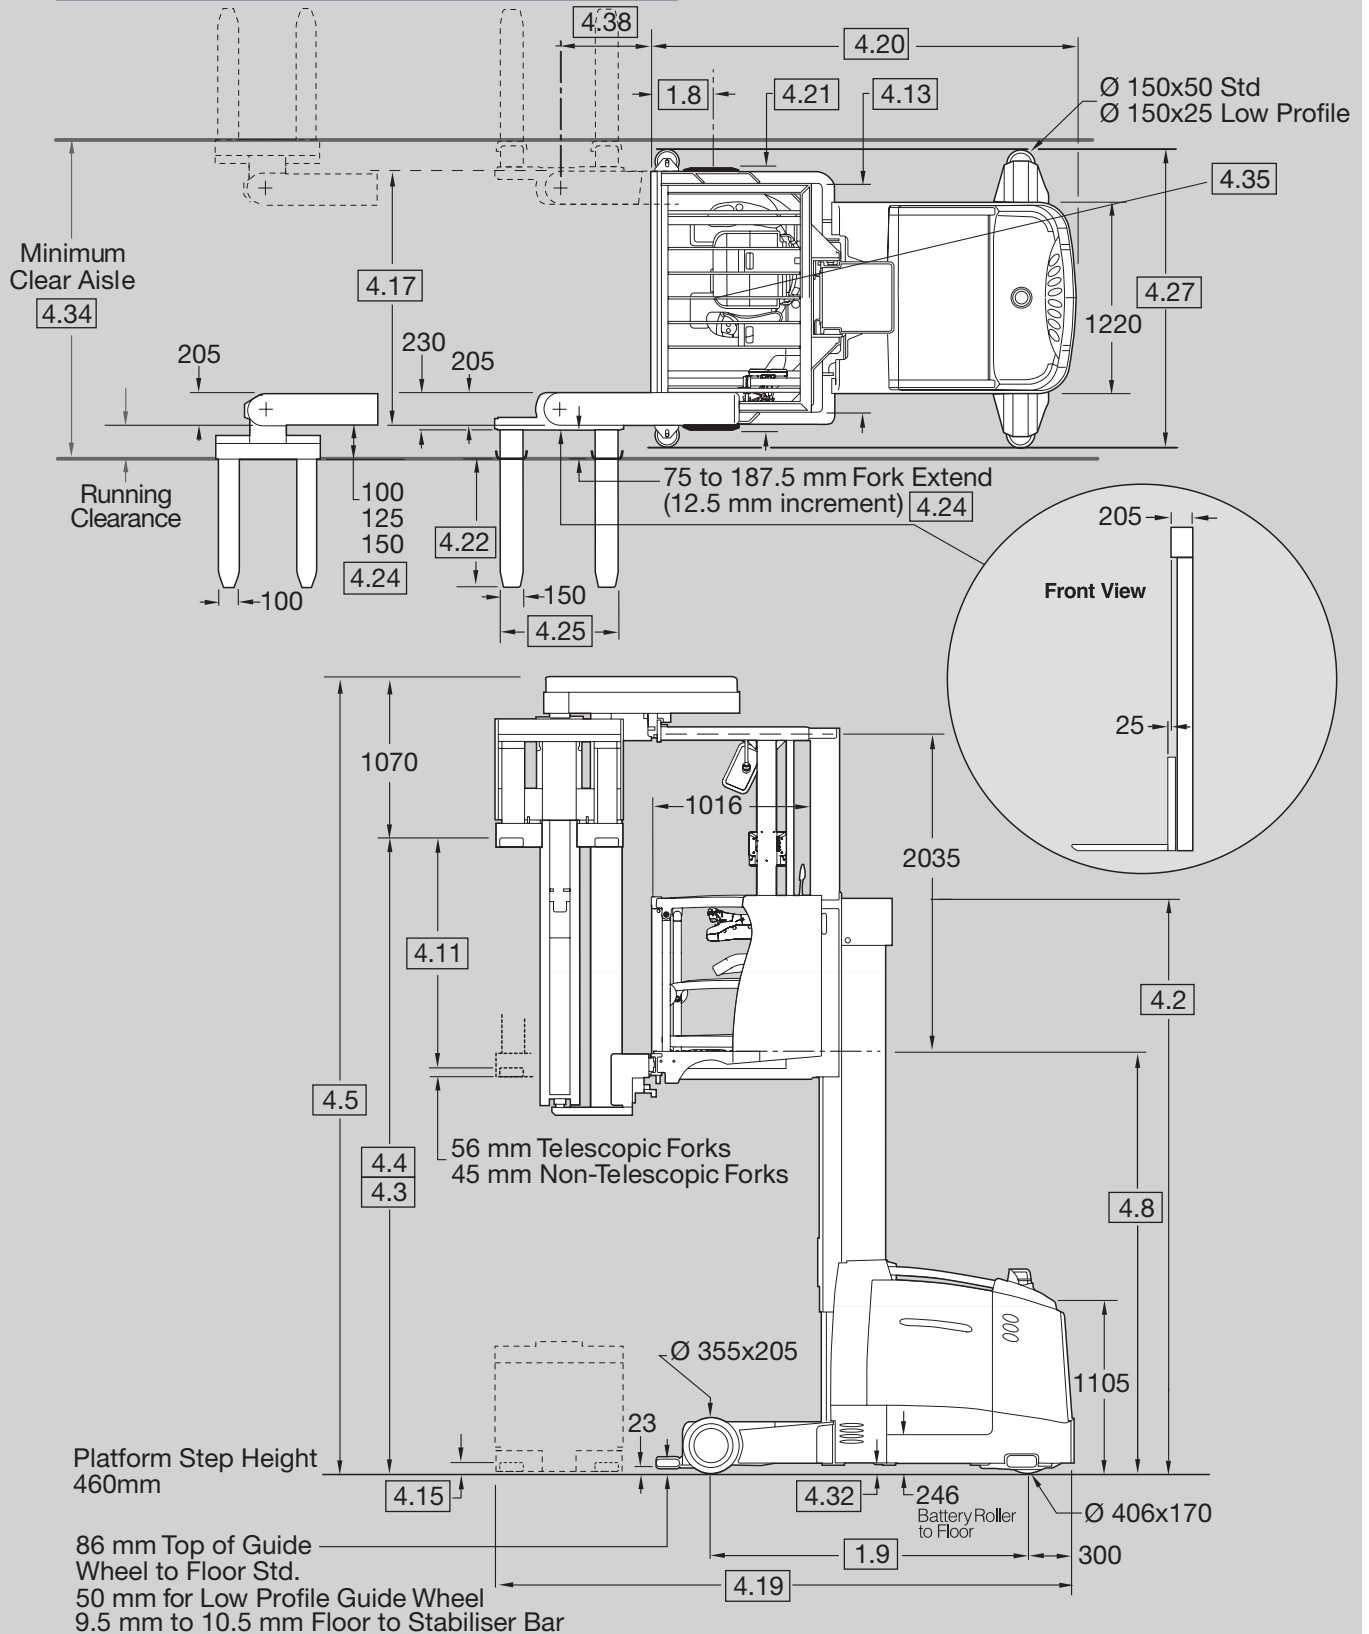 4.38
4.20
1.8
4.21
4.13
Ø 150x50 Std
Ø 150x25 Low Profile
4.35
Minimum
Clear Aisle
4.34
4.17
4.27
1220
205
230
205
Running
Clearance
100
125
150
4.24
75 to 187.5 mm Fork Extend
(12.5 mm increment) 4.24
4.22
100
150
4.25
205
Front View
25
1070
1016
2035
4.11
4.2
4.5
4.4
4.3
56 mm Telescopic Forks
45 mm Non-Telescopic Forks
4.8
Ø 355x205
1105
23
Platform Step Height
460mm
4.15
4.32
246
Battery Roller
to Floor
Ø 406x170
86 mm Top of Guide
Wheel to Floor Std.
50 mm for Low Profile Guide Wheel
9.5 mm to 10.5 mm Floor to Stabiliser Bar
1.9
300
4.19